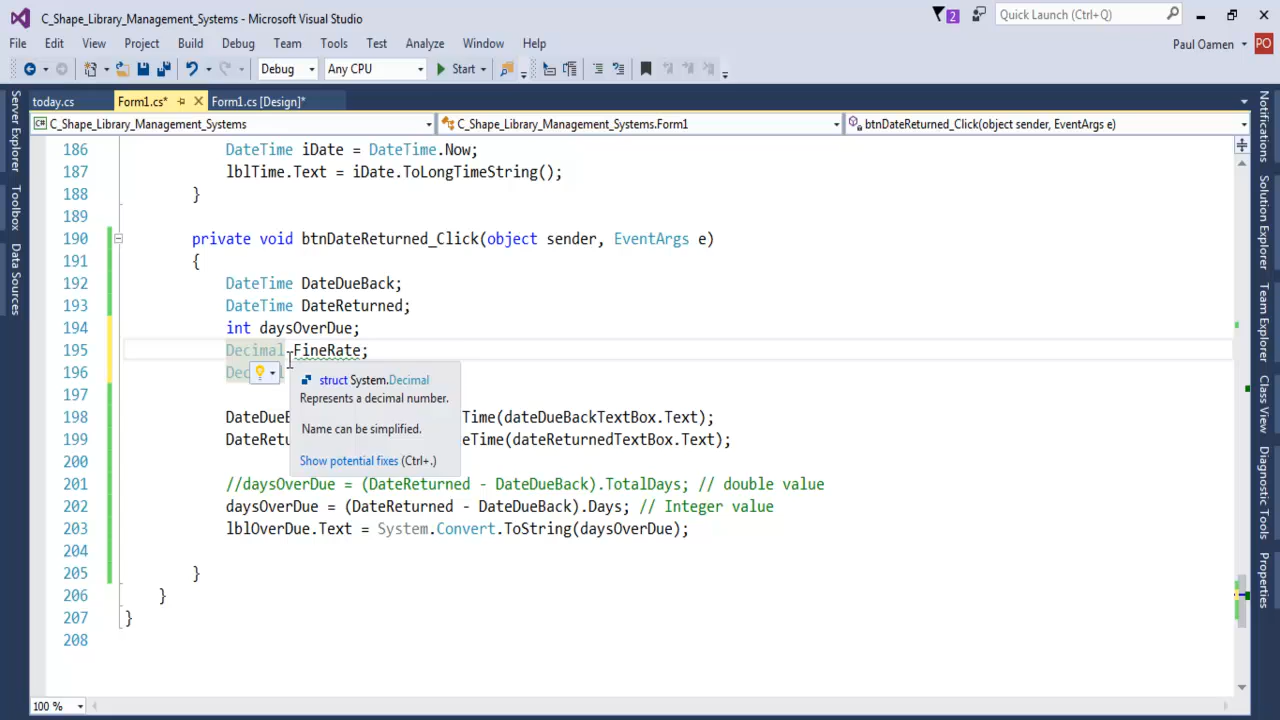 C_Shape_Library_Management_Systems - Microsoft Visual Studio
2
Quick Launch (Ctrl+Q)
File Edit View Project Build Debug Team Tools Test Analyze Window Help
Paul Oamen PO
Debug Any CPU Start
today.cs Form1.cs* Form1.cs [Design]*
C_Shape_Library_Management_Systems C_Shape_Library_Management_Systems.Form1 btnDateReturned_Click(object sender, EventArgs e)
Server Explorer
Toolbox
Data Sources
186 DateTime iDate = DateTime.Now;
187 lblTime.Text = iDate.ToLongTimeString();
188 }
189
190 private void btnDateReturned_Click(object sender, EventArgs e)
191 {
192 DateTime DateDueBack;
193 DateTime DateReturned;
194 int daysOverDue;
195 Decimal FineRate;
196
struct System.Decimal
Represents a decimal number.
Name can be simplified.
Show potential fixes (Ctrl+.)
197
198 DateDueB Time(dateDueBackTextBox.Text);
199 DateRet eTime(dateReturnedTextBox.Text);
200
201 //daysOverDue = (DateReturned - DateDueBack).TotalDays; // double value
202 daysOverDue = (DateReturned - DateDueBack).Days; // Integer value
203 lblOverDue.Text = System.Convert.ToString(daysOverDue);
204
205 }
206 }
207 }
208
100 %
Notifications
Solution Explorer
Team Explorer
Class View
Diagnostic Tools
Properties